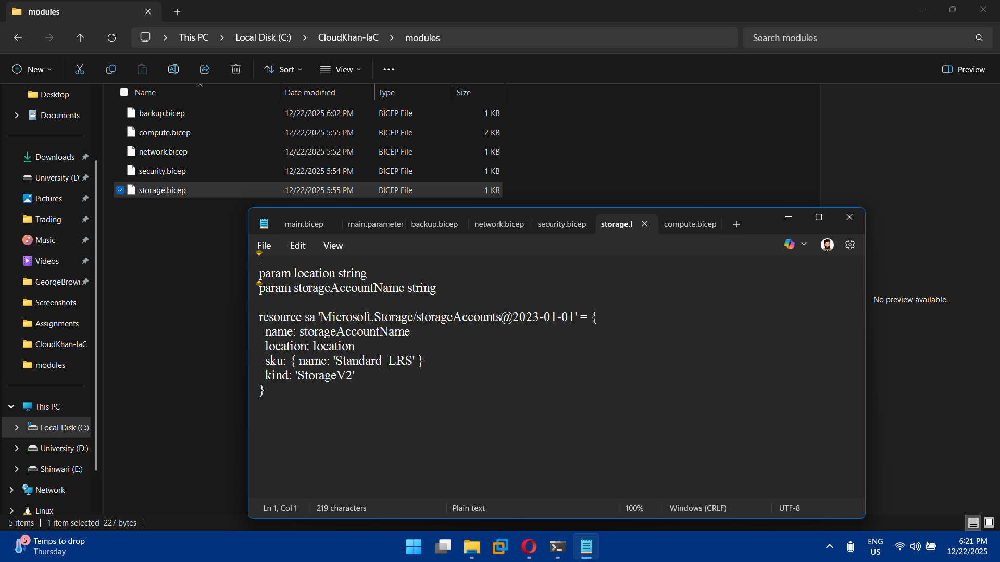 modules
This PC
Local Disk (C:)
CloudKhan-IaC
modules
Search modules
New
Sort
View
Preview
Desktop
Documents
Downloads
University (D:
Pictures
Trading
Music
Videos
GeorgeBrown
Screenshots
Assignments
CloudKhan-IaC
modules
This PC
Local Disk (C:)
University (D:)
Shinwari (E:)
Network
Linux
Name Date modified Type Size
backup.bicep 12/22/2025 6:02 PM BICEP File 1 KB
compute.bicep 12/22/2025 5:55 PM BICEP File 2 KB
network.bicep 12/22/2025 5:52 PM BICEP File 1 KB
security.bicep 12/22/2025 5:54 PM BICEP File 1 KB
storage.bicep 12/22/2025 5:55 PM BICEP File 1 KB
No preview available.
main.bicep main.parameter backup.bicep network.bicep security.bicep storage.l compute.bicep
File Edit View
param location string
param storageAccountName string
resource sa 'Microsoft.Storage/storageAccounts@2023-01-01' = {
name: storageAccountName
location: location
sku: { name: 'Standard_LRS' }
kind: 'StorageV2'
}
Ln 1, Col 1 219 characters Plain text 100% Windows (CRLF) UTF-8
5 items 1 item selected 227 bytes
5
Temps to drop
Thursday
ENG
US
6:21 PM
12/22/2025